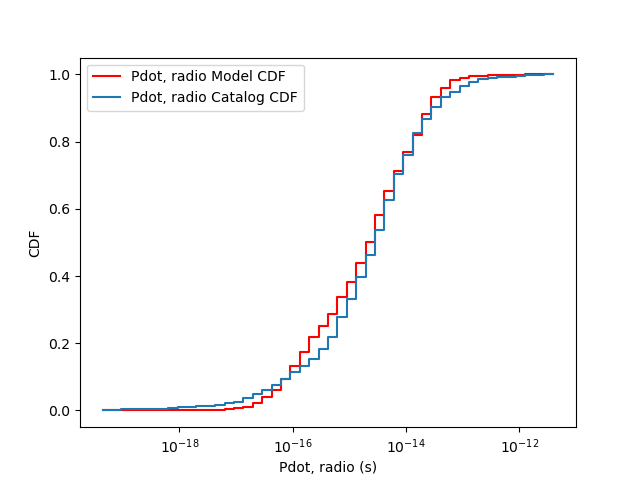 Pdot, radio Model CDF
Pdot, radio Catalog CDF
1.0
0.8
0.6
0.4
0.2
0.0
CDF
10⁻¹⁸ 10⁻¹⁶ 10⁻¹⁴ 10⁻¹²
Pdot, radio (s)